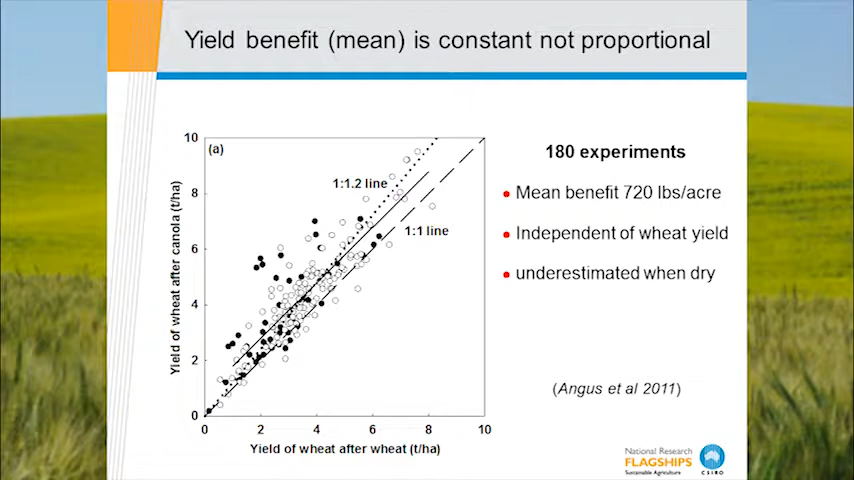 Yield benefit (mean) is constant not proportional
(a)
10
8
6
4
2
0
0 2 4 6 8 10
1:1.2 line
1:1 line
Yield of wheat after canola (t/ha)
Yield of wheat after wheat (t/ha)
180 experiments
Mean benefit 720 lbs/acre
Independent of wheat yield
underestimated when dry
(Angus et al 2011)
National Research
FLAGSHIPS
Sustainable Agriculture
CSIRO